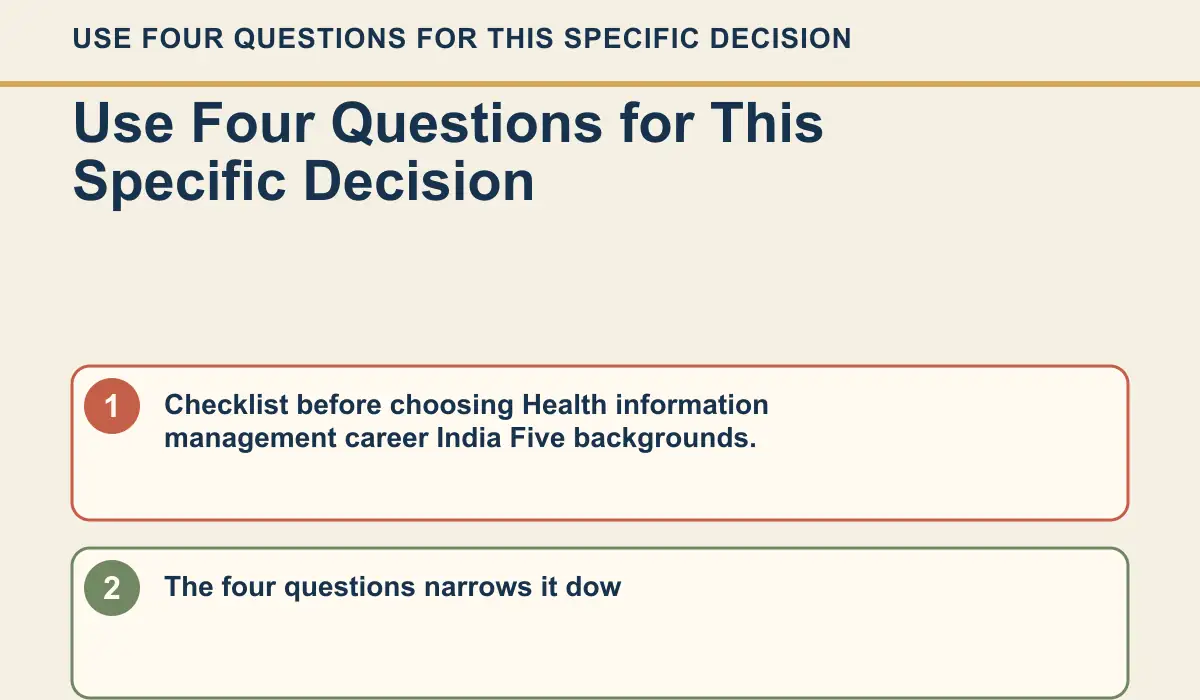 USE FOUR QUESTIONS FOR THIS SPECIFIC DECISION
Use Four Questions for This
Specific Decision
1
Checklist before choosing Health information
management career India Five backgrounds.
2
The four questions narrows it dow